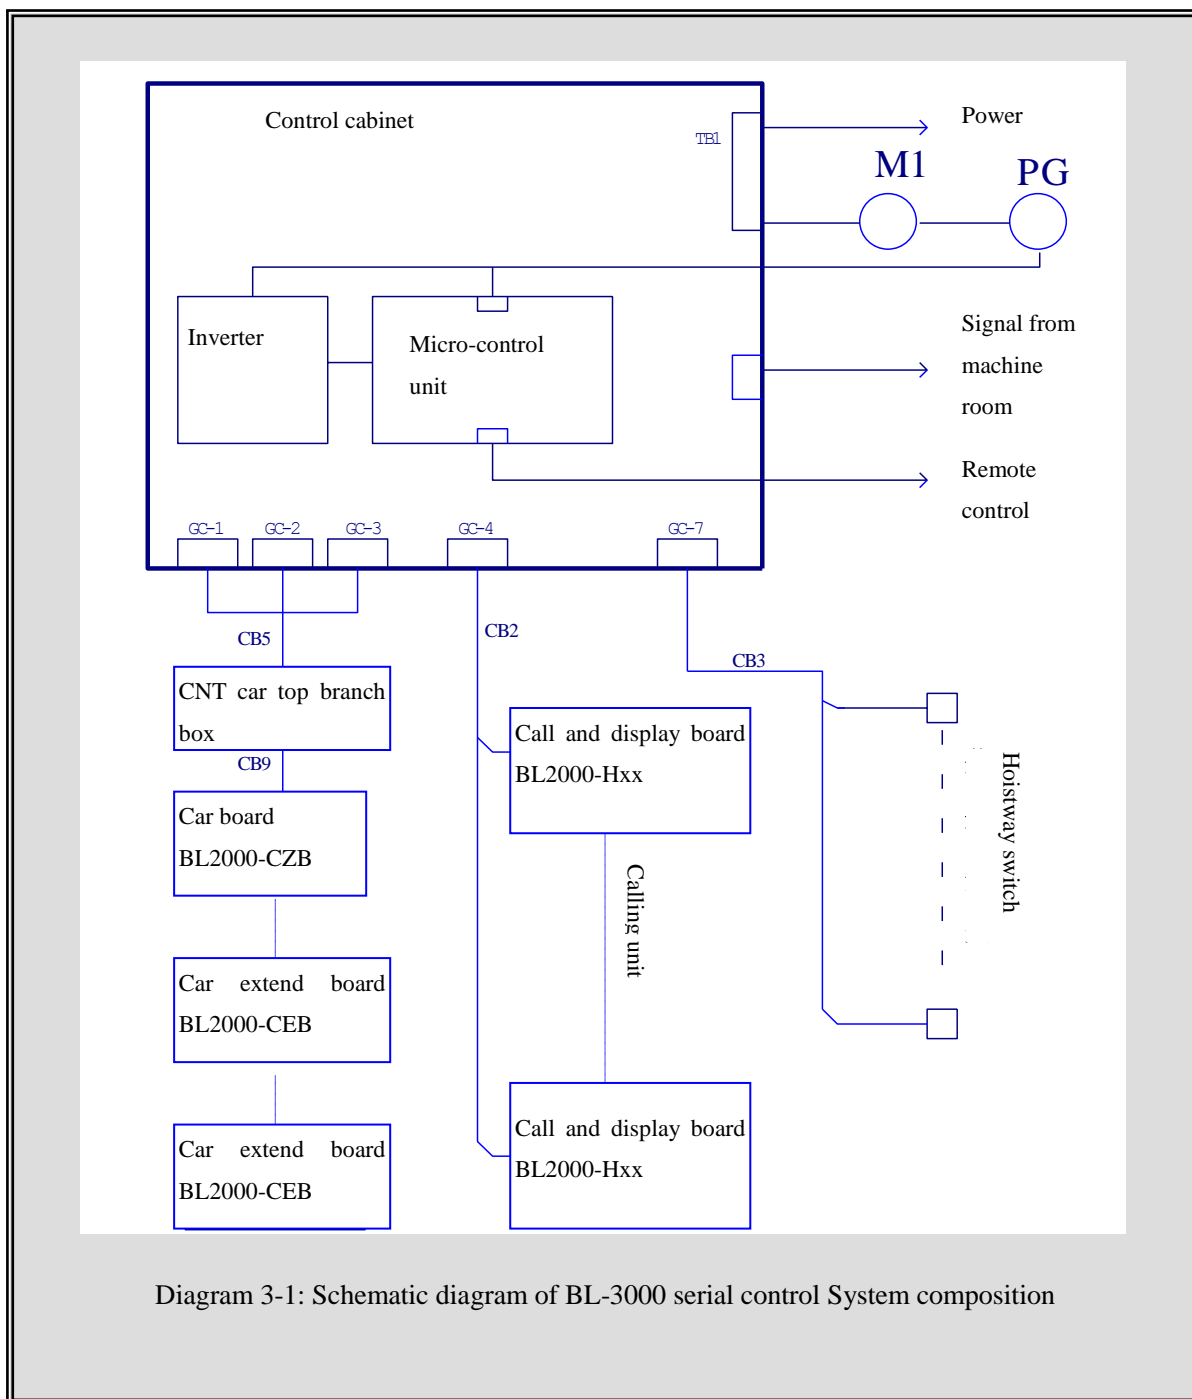 Control cabinet
TB1
Power
M1
PG
Inverter
Micro-control
unit
Signal from
machine
room
Remote
control
GC-1
GC-2
GC-3
GC-4
GC-7
CB5
CB2
CB3
CNT car top branch
box
CB9
Car board
BL2000-CZB
Car extend board
BL2000-CEB
Car extend board
BL2000-CEB
Call and display board
BL2000-Hxx
Calling unit
Call and display board
BL2000-Hxx
Hoistway switch
Diagram 3-1: Schematic diagram of BL-3000 serial control System composition